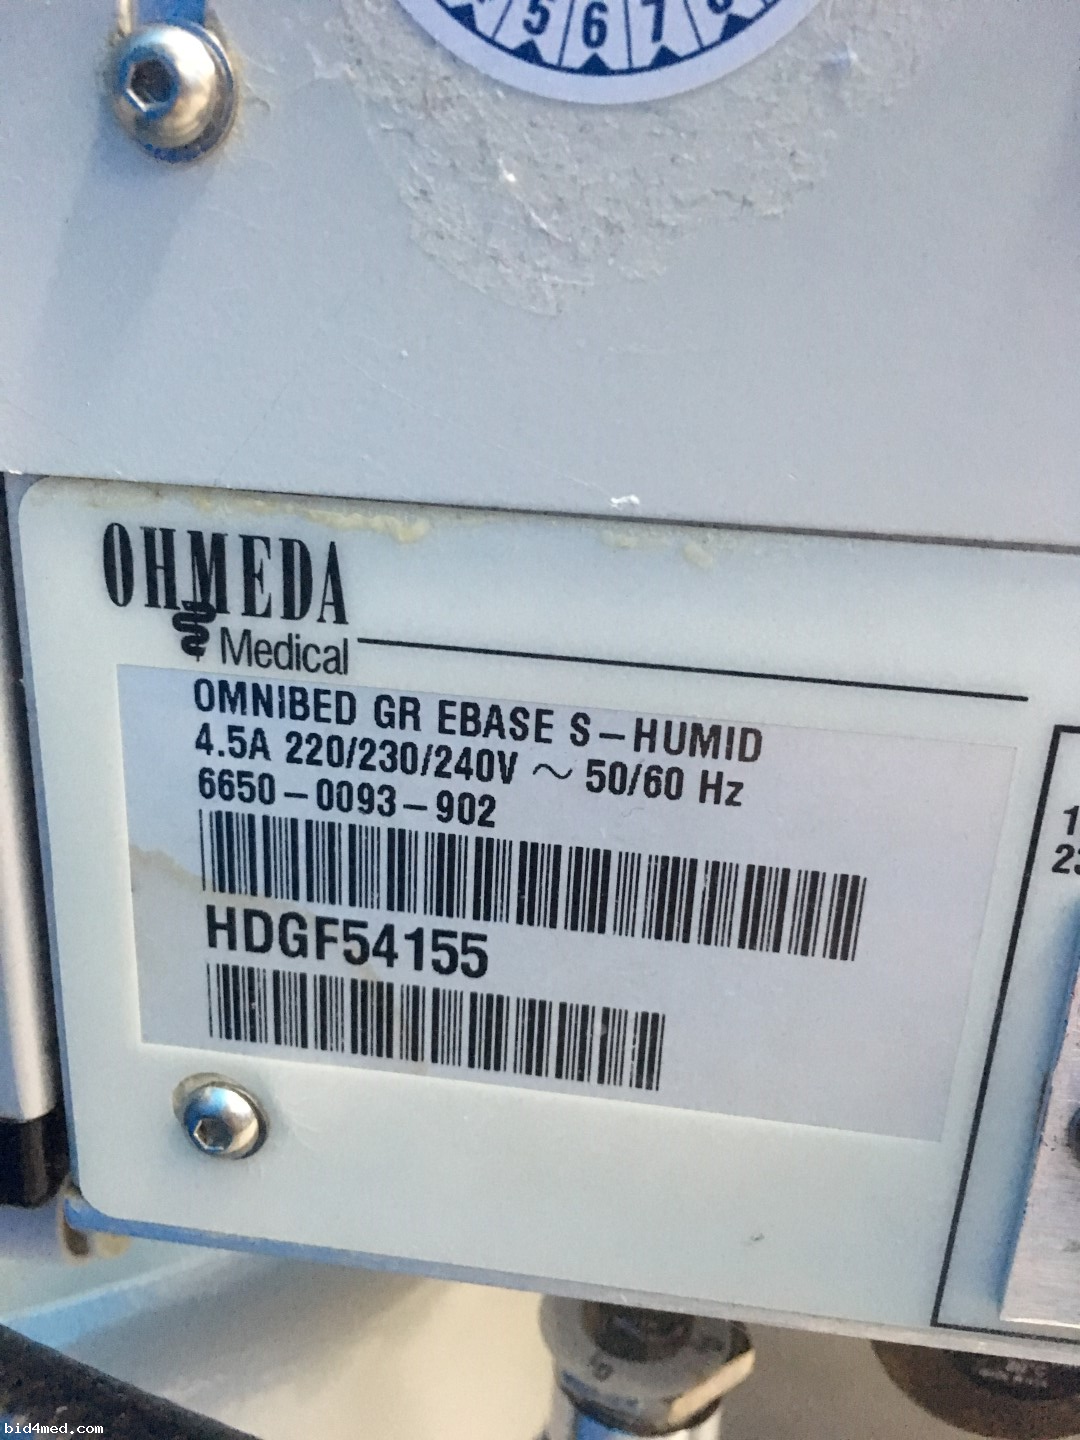 5 6 7
OHMEDA
Medical
OMNIBED GR EBASE S-HUMID
4.5A 220/230/240V ~ 50/60 Hz
6650-0093-902
HDGF54155
bid4med.com